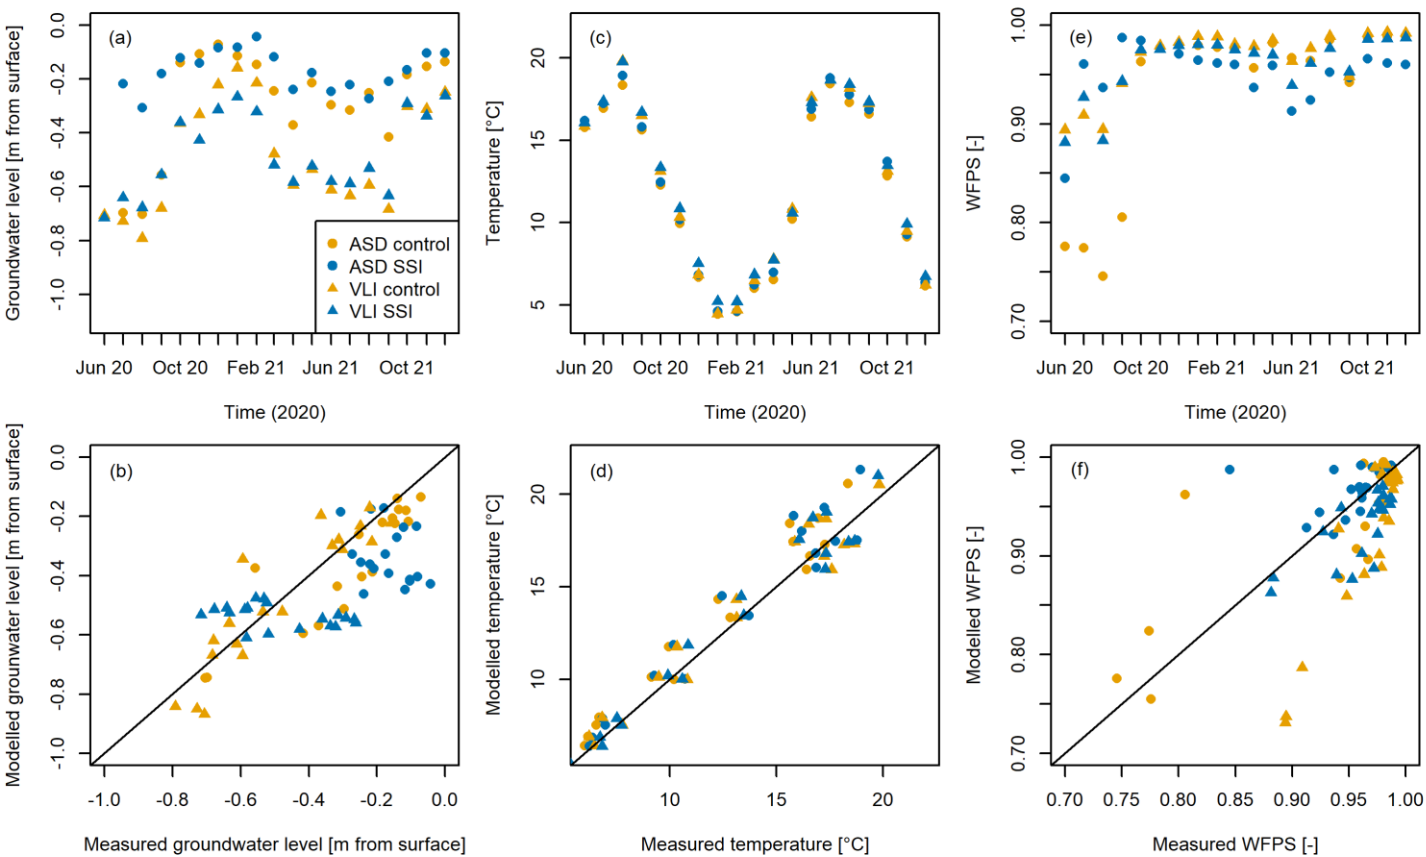 (a)
0.0
-0.2
-0.4
-0.6
-0.8
-1.0
Groundwater level [m from surface]
ASD control
ASD SSI
VLI control
VLI SSI
Jun 20 Oct 20 Feb 21 Jun 21 Oct 21
Time (2020)
(c)
20
15
10
5
Temperature [°C]
Jun 20 Oct 20 Feb 21 Jun 21 Oct 21
Time (2020)
(e)
1.00
0.90
0.80
0.70
WFPS [-]
Jun 20 Oct 20 Feb 21 Jun 21 Oct 21
Time (2020)
(b)
0.0
-0.2
-0.4
-0.6
-0.8
-1.0
Modelled grounwater level [m from surface]
-1.0 -0.8 -0.6 -0.4 -0.2 0.0
Measured groundwater level [m from surface]
(d)
20
15
10
Modelled temperature [°C]
10 15 20
Measured temperature [°C]
(f)
1.00
0.90
0.80
0.70
Modelled WFPS [-]
0.70 0.75 0.80 0.85 0.90 0.95 1.00
Measured WFPS [-]